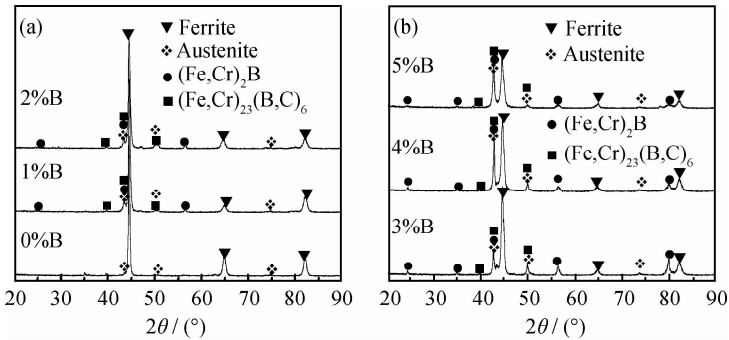 (a)
▼ Ferrite
Austenite
● (Fe,Cr)2B
■ (Fe,Cr)23(B,C)6
2%B
1%B
0%B
20 30 40 50 60 70 80 90
2θ / (°)
(b)
▼ Ferrite
Austenite
5%B
● (Fe,Cr)2B
■ (Fc,Cr)23(B,C)6
4%B
3%B
20 30 40 50 60 70 80 90
2θ / (°)